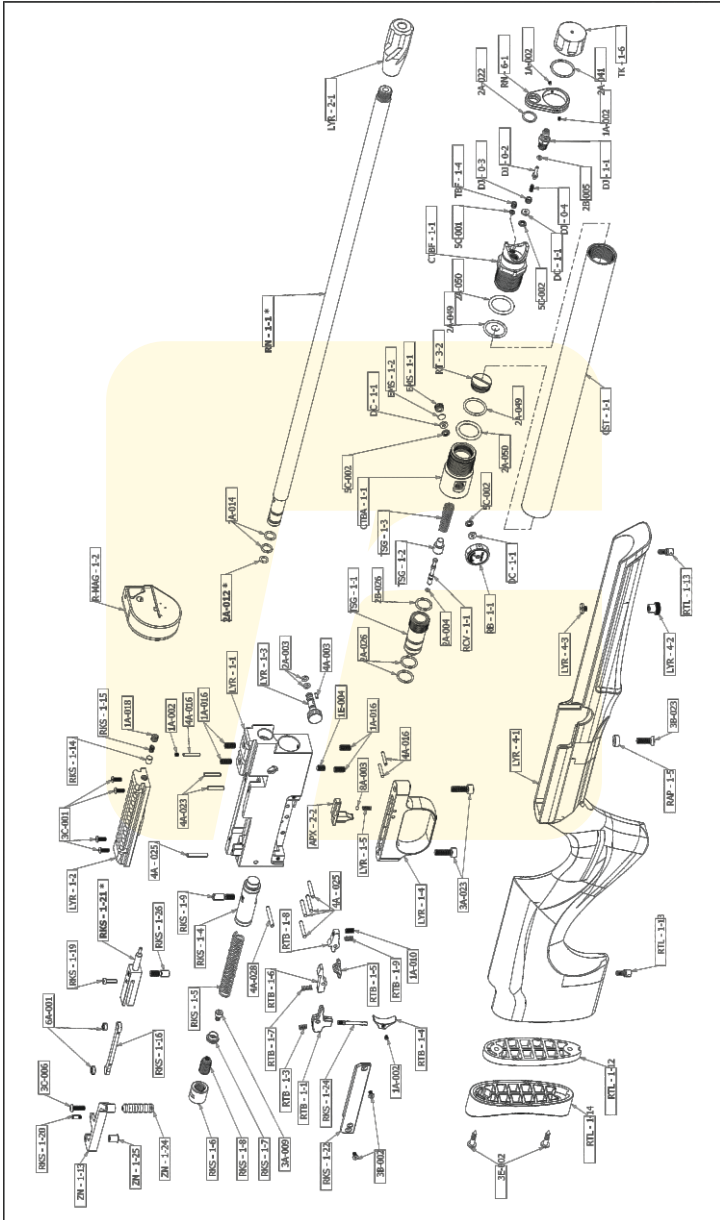 LYR - 2-1
RN - 1-1 *
TK - 1-6
2A-041
1A-002
RN - 6-1
2A-022
1A-002
DJ - 1-1
2B-005
DJ - 0-2
DJ - 0-3
TBF - 1-4
DJ - 0-4
DC - 1-1
5C-001
5C-002
CTBF - 1-1
2A-050
2A-049
RT - 3-2
EMS - 1-1
EMS - 1-2
DC - 1-1
5C-002
2A-049
2A-050
CTBA - 1-1
CST - 1-1
TSG - 1-3
TSG - 1-2
5C-002
DC - 1-1
RB - 1-1
TSG - 1-1
2B-026
RCV - 1-1
2A-004
2A-026
2A-012 *
R-MAG - 1-2
LYR - 1-1
LYR - 1-3
2A-003
4A-003
RKS - 1-15
1A-018
RKS - 1-14
1A-002
4A-016
1A-016
1E-004
1A-016
4A-016
3C-001
4A-023
4A - 025
LYR - 1-2
8A-003
APX - 2-2
LYR - 1-5
LYR - 1-4
3A-023
RKS - 1-21 *
RKS - 1-19
RKS - 1-26
RKS - 1-9
RKS - 1-4
RKS - 1-5
4A-028
4A - 025
RTB - 1-8
1A-010
RTB - 1-9
RTB - 1-5
RTB - 1-6
RTB - 1-7
RTB - 1-3
RTB - 1-1
RKS - 1-24
RTB - 1-4
1A-002
RKS - 1-22
3B-002
6A-001
RKS - 1-16
3C-006
RKS - 1-20
ZN - 1-13
ZN - 1-25
ZN - 1-24
RKS - 1-6
RKS - 1-8
RKS - 1-7
3A-009
LYR - 4-3
RTL - 1-13
LYR - 4-2
LYR - 4-1
3B-023
RAP - 1-5
RTL - 1-13
RTL - 1-12
RTL - 1-14